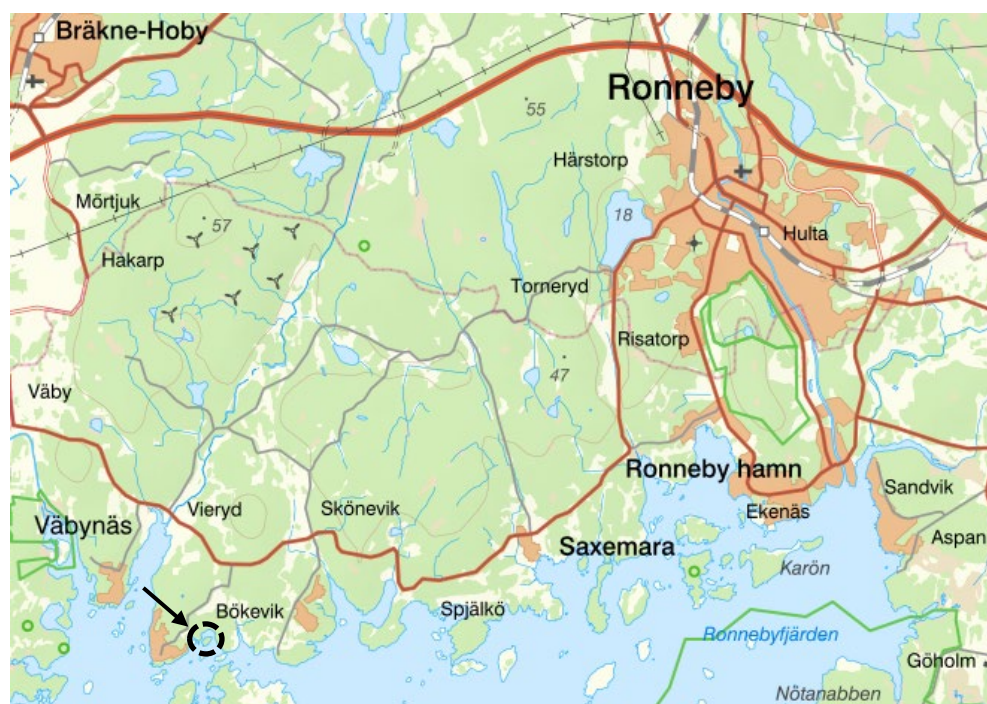 Bräkne-Hoby
Ronneby
55
Härstorp
Mörtjuk
18
57
Hulta
Hakarp
Torneryd
Risatorp
47
Väby
Ronneby hamn
Sandvik
Vieryd
Skönevik
Ekenäs
Väbynäs
Saxemara
Aspan
Karön
Bökevik
Spjälkö
Ronnebyfjärden
Göholm
Nötanabben